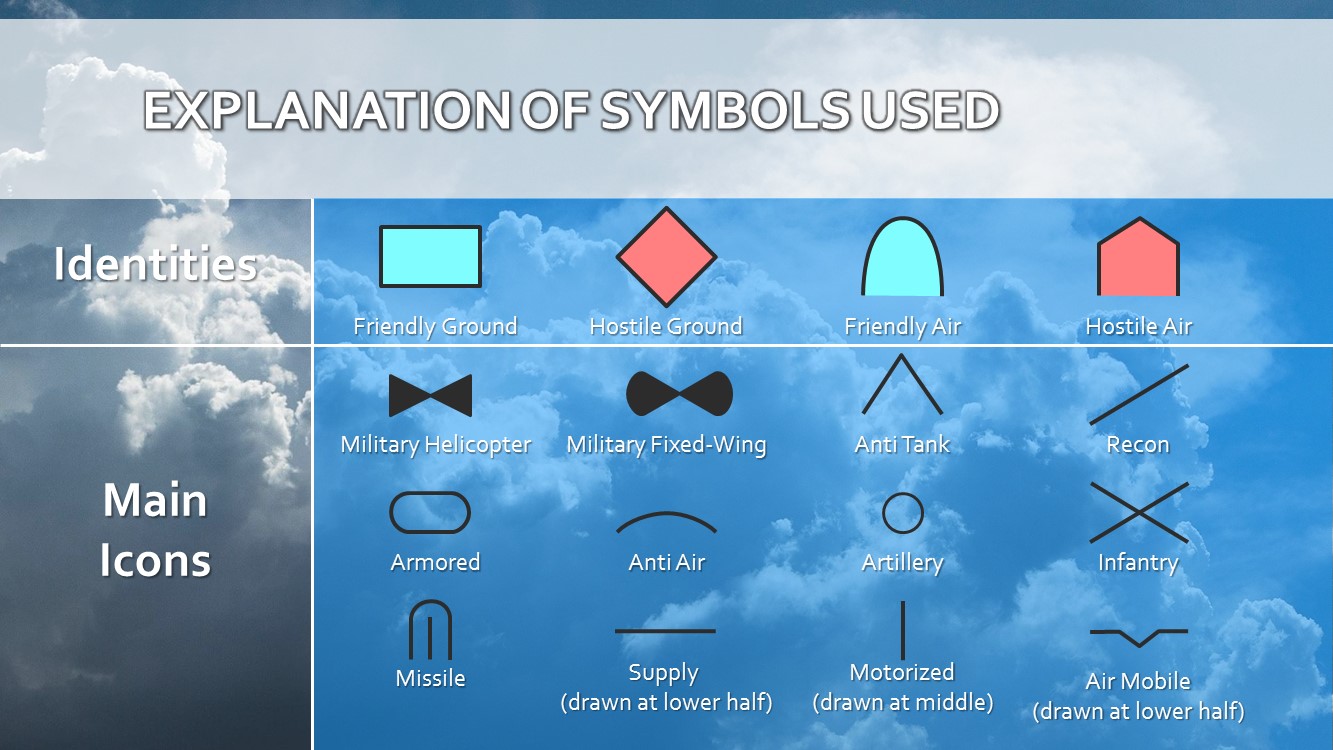 EXPLANATION OF SYMBOLS USED
Identities
Friendly Ground
Hostile Ground
Friendly Air
Hostile Air
Main
Icons
Military Helicopter
Military Fixed-Wing
Anti Tank
Recon
Armored
Anti Air
Artillery
Infantry
Missile
Supply
(drawn at lower half)
Motorized
(drawn at middle)
Air Mobile
(drawn at lower half)